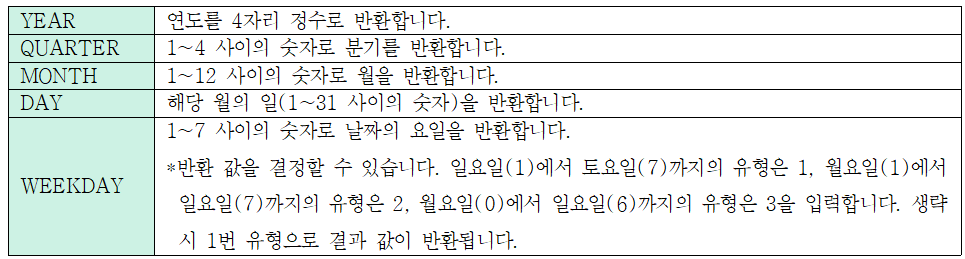 YEAR 연도를 4자리 정수로 반환합니다.
QUARTER 1~4 사이의 숫자로 분기를 반환합니다.
MONTH 1~12 사이의 숫자로 월을 반환합니다.
DAY 해당 월의 일(1~31 사이의 숫자)을 반환합니다.
WEEKDAY
1~7 사이의 숫자로 날짜의 요일을 반환합니다.
*반환 값을 결정할 수 있습니다. 일요일(1)에서 토요일(7)까지의 유형은 1, 월요일(1)에서
일요일(7)까지의 유형은 2, 월요일(0)에서 일요일(6)까지의 유형은 3을 입력합니다. 생략
시 1번 유형으로 결과 값이 반환됩니다.